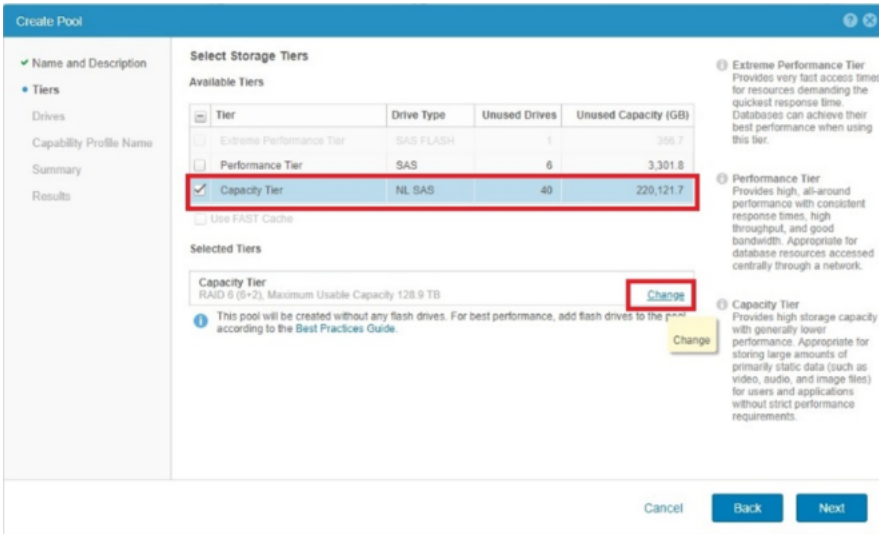 Create Pool
Name and Description
Tiers
Drives
Capability Profile Name
Summary
Results
Select Storage Tiers
Available Tiers
Tier Drive Type Unused Drives Unused Capacity (GB)
Extreme Performance Tier SAS FLASH 1 366.7
Performance Tier SAS 6 3,301.8
Capacity Tier NL SAS 40 220,121.7
Use FAST Cache
Selected Tiers
Capacity Tier
RAID 6 (6+2), Maximum Usable Capacity 128.9 TB
Change
This pool will be created without any flash drives. For best performance, add flash drives to the pool
according to the Best Practices Guide.
Change
Extreme Performance Tier
Provides very fast access times
for resources demanding the
quickest response time.
Databases can achieve their
best performance when using
this tier.
Performance Tier
Provides high, all-around
performance with consistent
response times, high
throughput, and good
bandwidth. Appropriate for
database resources accessed
centrally through a network.
Capacity Tier
Provides high storage capacity
with generally lower
performance. Appropriate for
storing large amounts of
primarily static data (such as
video, audio, and image files)
for users and applications
without strict performance
requirements.
Cancel
Back
Next